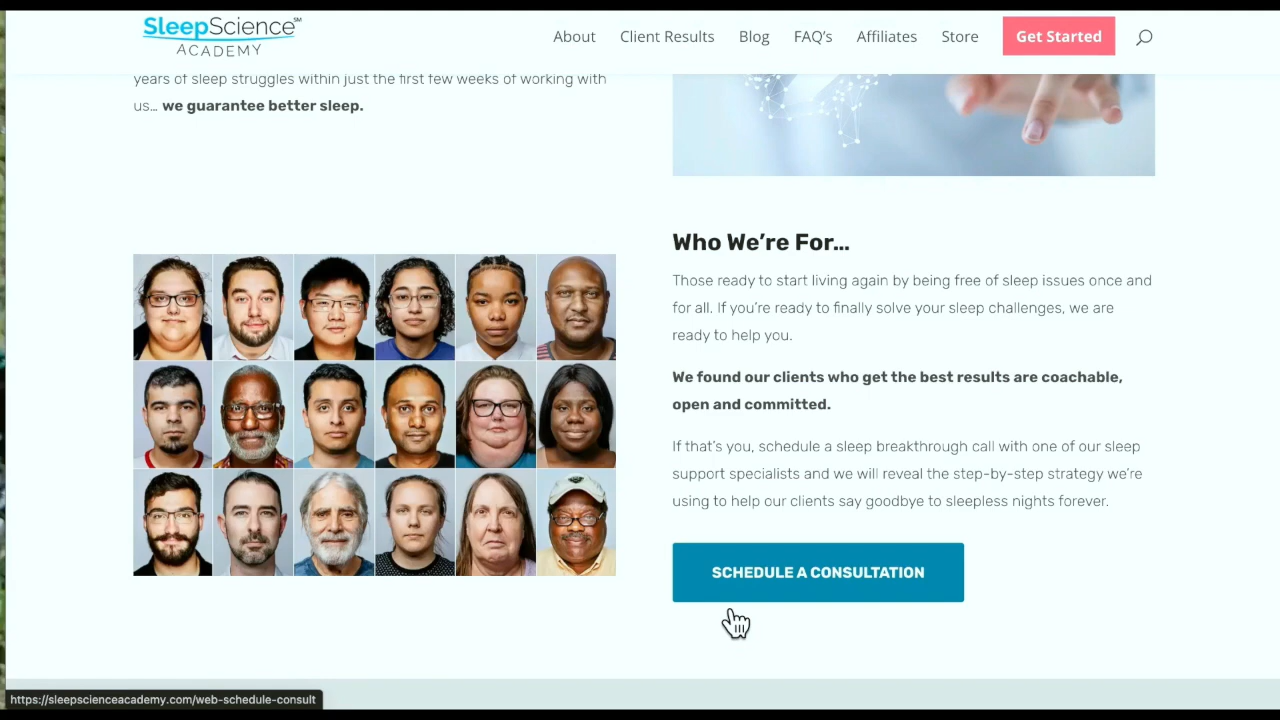 SleepScience℠
ACADEMY
About Client Results Blog FAQ's Affiliates Store Get Started
years of sleep struggles within just the first few weeks of working with
us… we guarantee better sleep.
Who We’re For…
Those ready to start living again by being free of sleep issues once and
for all. If you’re ready to finally solve your sleep challenges, we are
ready to help you.
We found our clients who get the best results are coachable,
open and committed.
If that’s you, schedule a sleep breakthrough call with one of our sleep
support specialists and we will reveal the step-by-step strategy we’re
using to help our clients say goodbye to sleepless nights forever.
SCHEDULE A CONSULTATION
https://sleepscienceacademy.com/web-schedule-consult